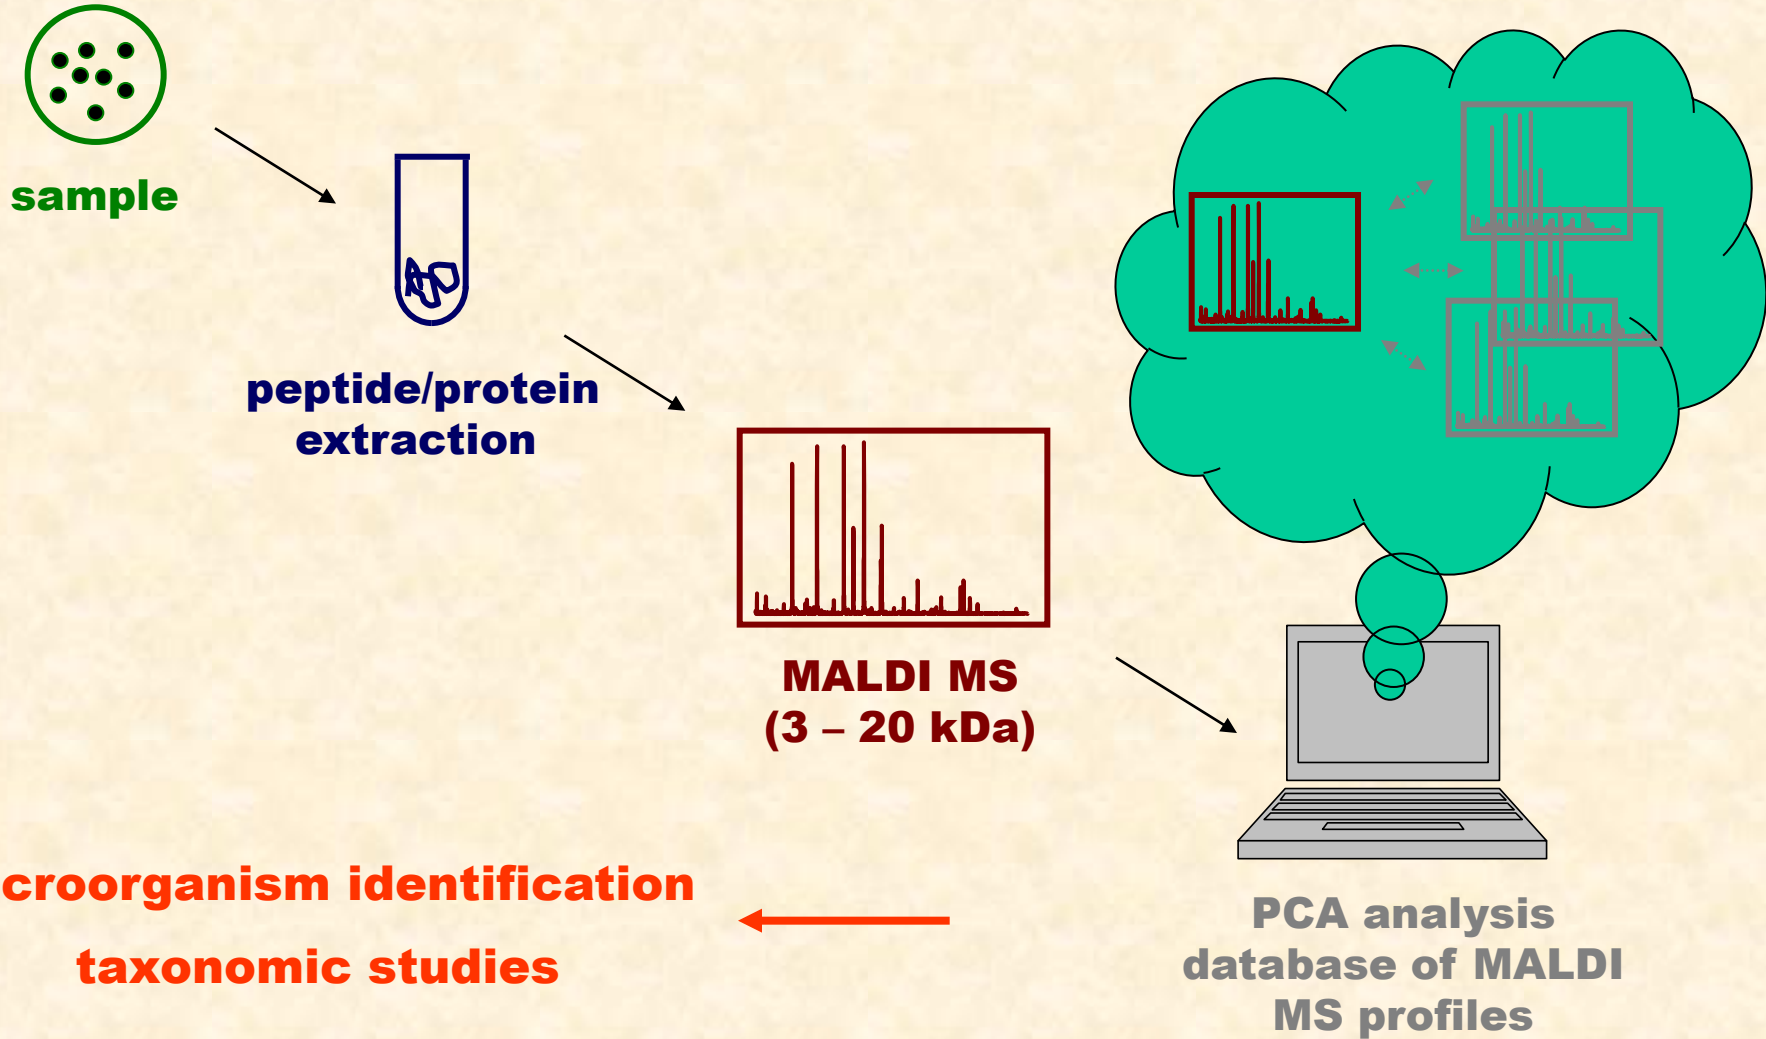 sample
peptide/protein
extraction
MALDI MS
(3 – 20 kDa)
PCA analysis
database of MALDI
MS profiles
croorganism identification
taxonomic studies